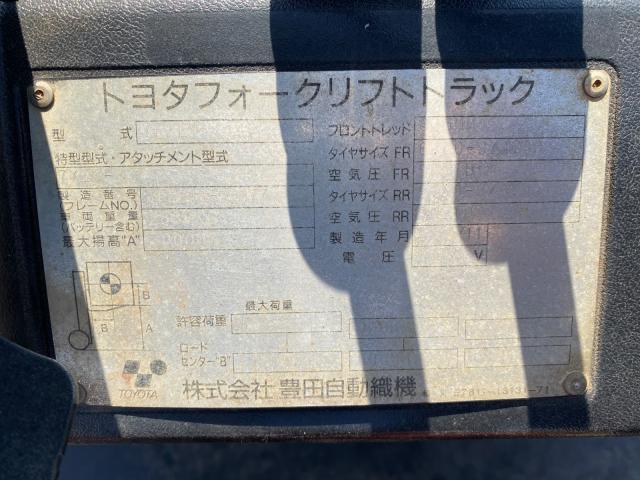 トヨタフォークリフトトラック
型 式
特型型式・アタッチメント型式
製造番号
(フレームNO.)
車両重量
(バッテリー含む)
最大揚高"A"
フロントトレッド
タイヤサイズ FR
空気圧 FR
タイヤサイズ RR
空気圧 RR
製造年月
電圧 V
B
B A
最大荷重
許容荷重
ロード
センター"B"
TOYOTA
株式会社 豊田自動織機